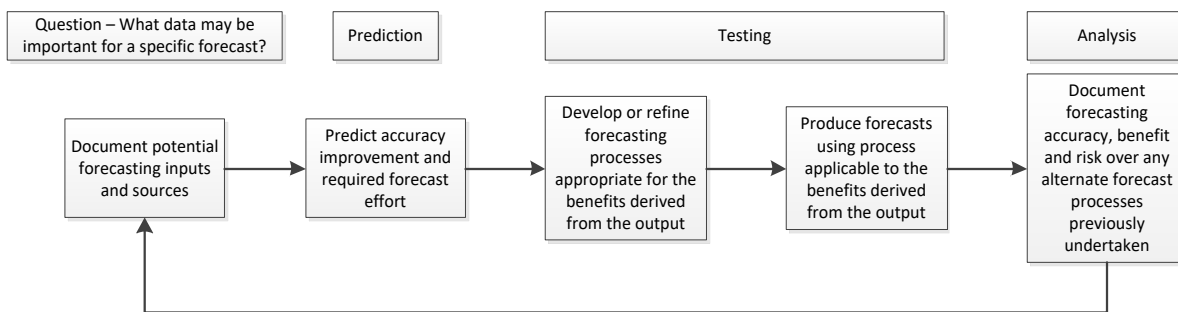 Question – What data may be
important for a specific forecast?
Prediction
Testing
Analysis
Document potential
forecasting inputs
and sources
Predict accuracy
improvement and
required forecast
effort
Develop or refine
forecasting
processes
appropriate for the
benefits derived
from the output
Produce forecasts
using process
applicable to the
benefits derived
from the output
Document
forecasting
accuracy, benefit
and risk over any
alternate forecast
processes
previously
undertaken